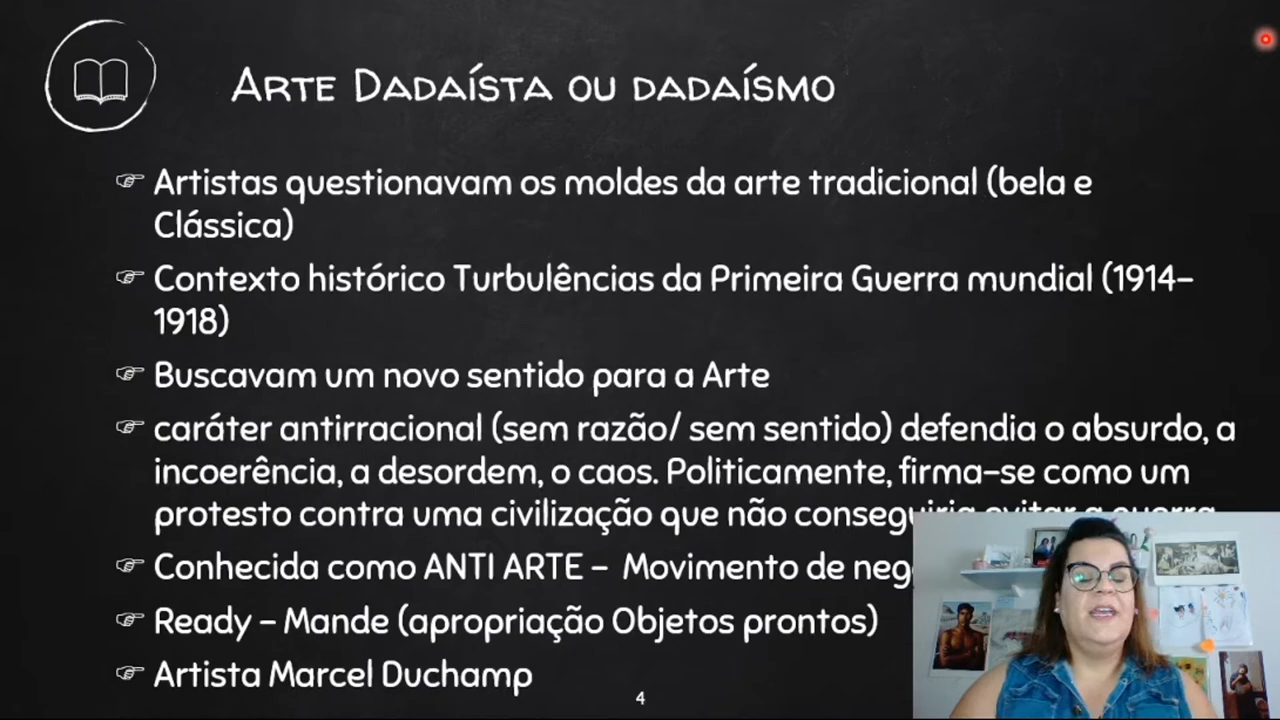 Arte Dadaísta ou dadaísmo
Artistas questionavam os moldes da arte tradicional (bela e
Clássica)
Contexto histórico Turbulências da Primeira Guerra mundial (1914-
1918)
Buscavam um novo sentido para a Arte
caráter antirracional (sem razão/ sem sentido) defendia o absurdo, a
incoerência, a desordem, o caos. Politicamente, firma-se como um
protesto contra uma civilização que não conseguiria evitar a guerra
Conhecida como ANTI ARTE - Movimento de
Ready - Mande (apropriação Objetos prontos)
Artista Marcel Duchamp
4